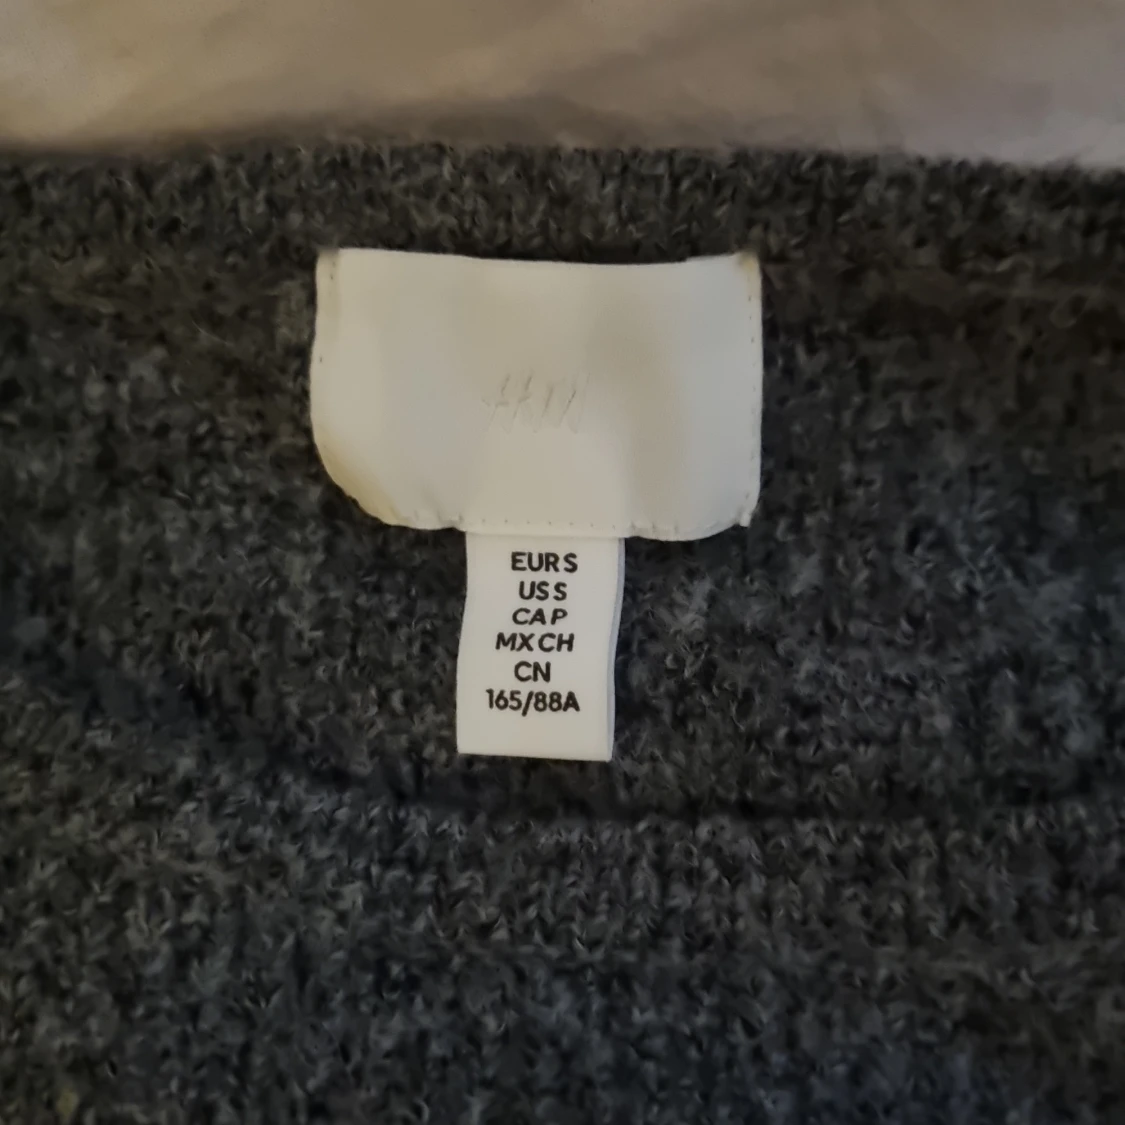 EUR S
US S
CA P
MX CH
CN
165/88A